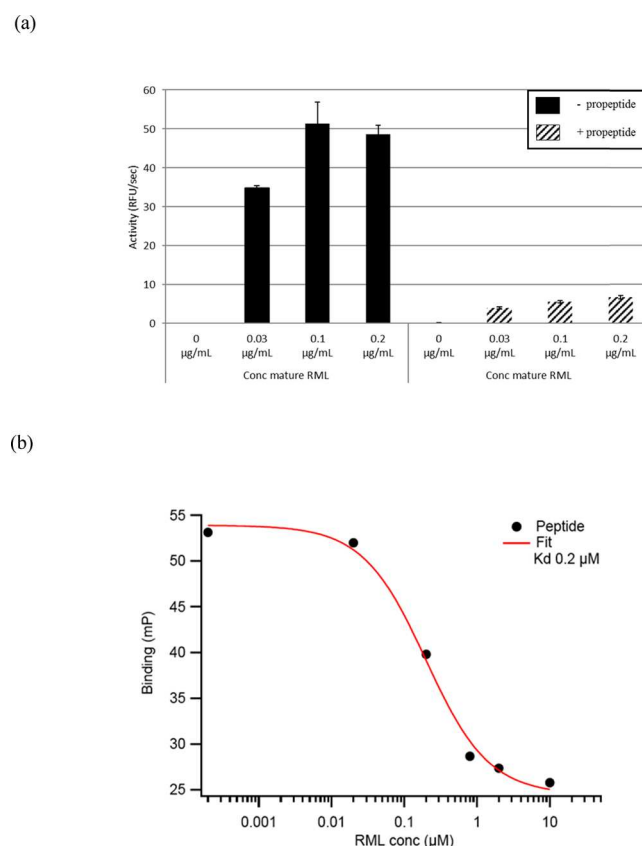 (a)
60
50
40
30
20
10
0
Activity (RFU/sec)
- propeptide
+ propeptide
0 0.03 0.1 0.2 0 0.03 0.1 0.2
µg/mL µg/mL µg/mL µg/mL µg/mL µg/mL µg/mL µg/mL
Conc mature RML Conc mature RML
(b)
55
50
45
40
35
30
25
Binding (mP)
Peptide
Fit
Kd 0.2 µM
0.001 0.01 0.1 1 10
RML conc (µM)